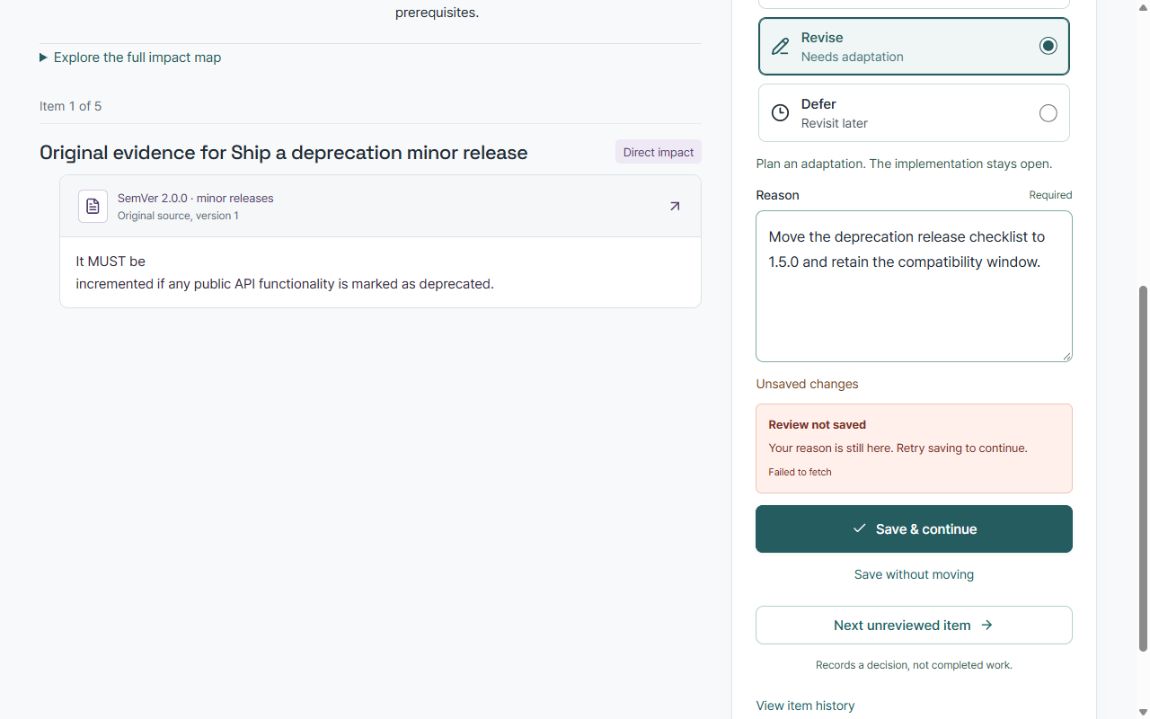 prerequisites.
Explore the full impact map
Item 1 of 5
Original evidence for Ship a deprecation minor release
Direct impact
SemVer 2.0.0 · minor releases
Original source, version 1
It MUST be
incremented if any public API functionality is marked as deprecated.
Revise
Needs adaptation
Defer
Revisit later
Plan an adaptation. The implementation stays open.
Reason
Required
Move the deprecation release checklist to
1.5.0 and retain the compatibility window.
Unsaved changes
Review not saved
Your reason is still here. Retry saving to continue.
Failed to fetch
Save & continue
Save without moving
Next unreviewed item
Records a decision, not completed work.
View item history